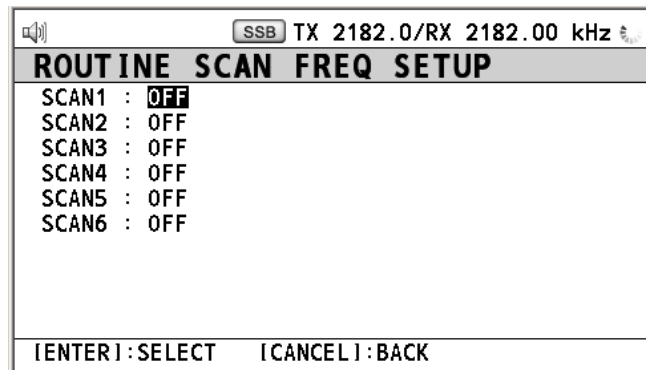 SSB TX 2182.0/RX 2182.00 kHz
ROUTINE SCAN FREQ SETUP
SCAN1 : OFF
SCAN2 : OFF
SCAN3 : OFF
SCAN4 : OFF
SCAN5 : OFF
SCAN6 : OFF
[ENTER]:SELECT [CANCEL]:BACK